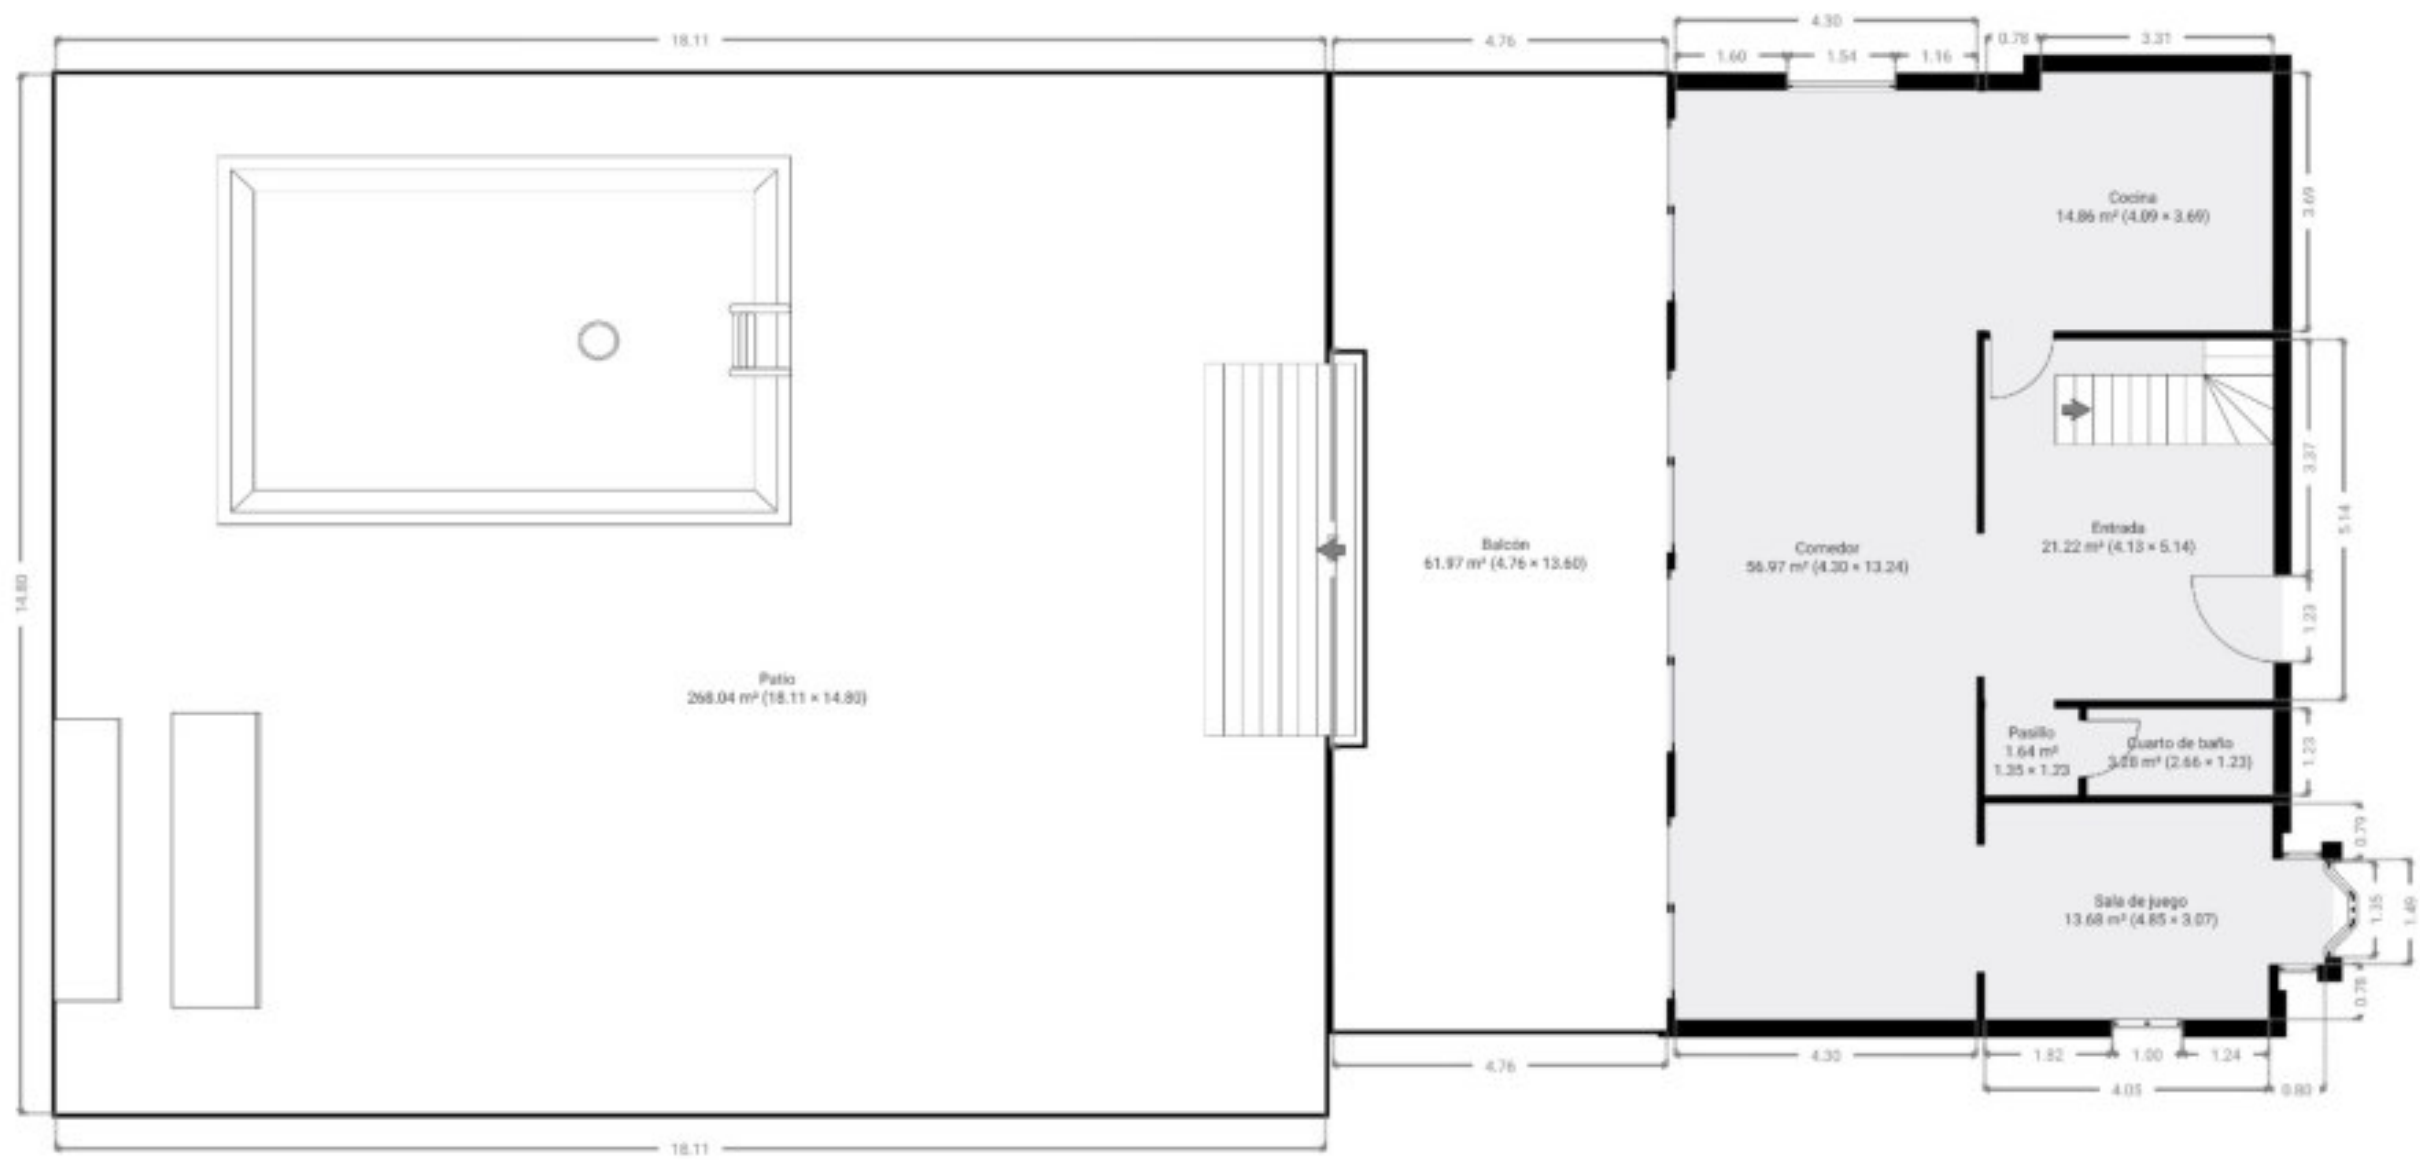 4.30
18.11
4.76
0.78
3.31
1.60
1.54
1.16
3.69
Cocina
14.86 m² (4.09 × 3.69)
3.37
5.14
Entrada
21.22 m² (4.13 × 5.14)
Balcón
61.97 m² (4.76 × 13.60)
Comedor
56.97 m² (4.30 × 13.24)
14.80
1.23
Patio
268.04 m² (18.11 × 14.80)
Pasillo
1.64 m²
1.35 × 1.23
Cuarto de baño
3.28 m² (2.66 × 1.23)
1.23
0.79
Sala de juego
13.68 m² (4.85 × 3.07)
1.35
1.49
0.78
4.76
4.30
1.82
1.00
1.24
4.05
0.80
18.11